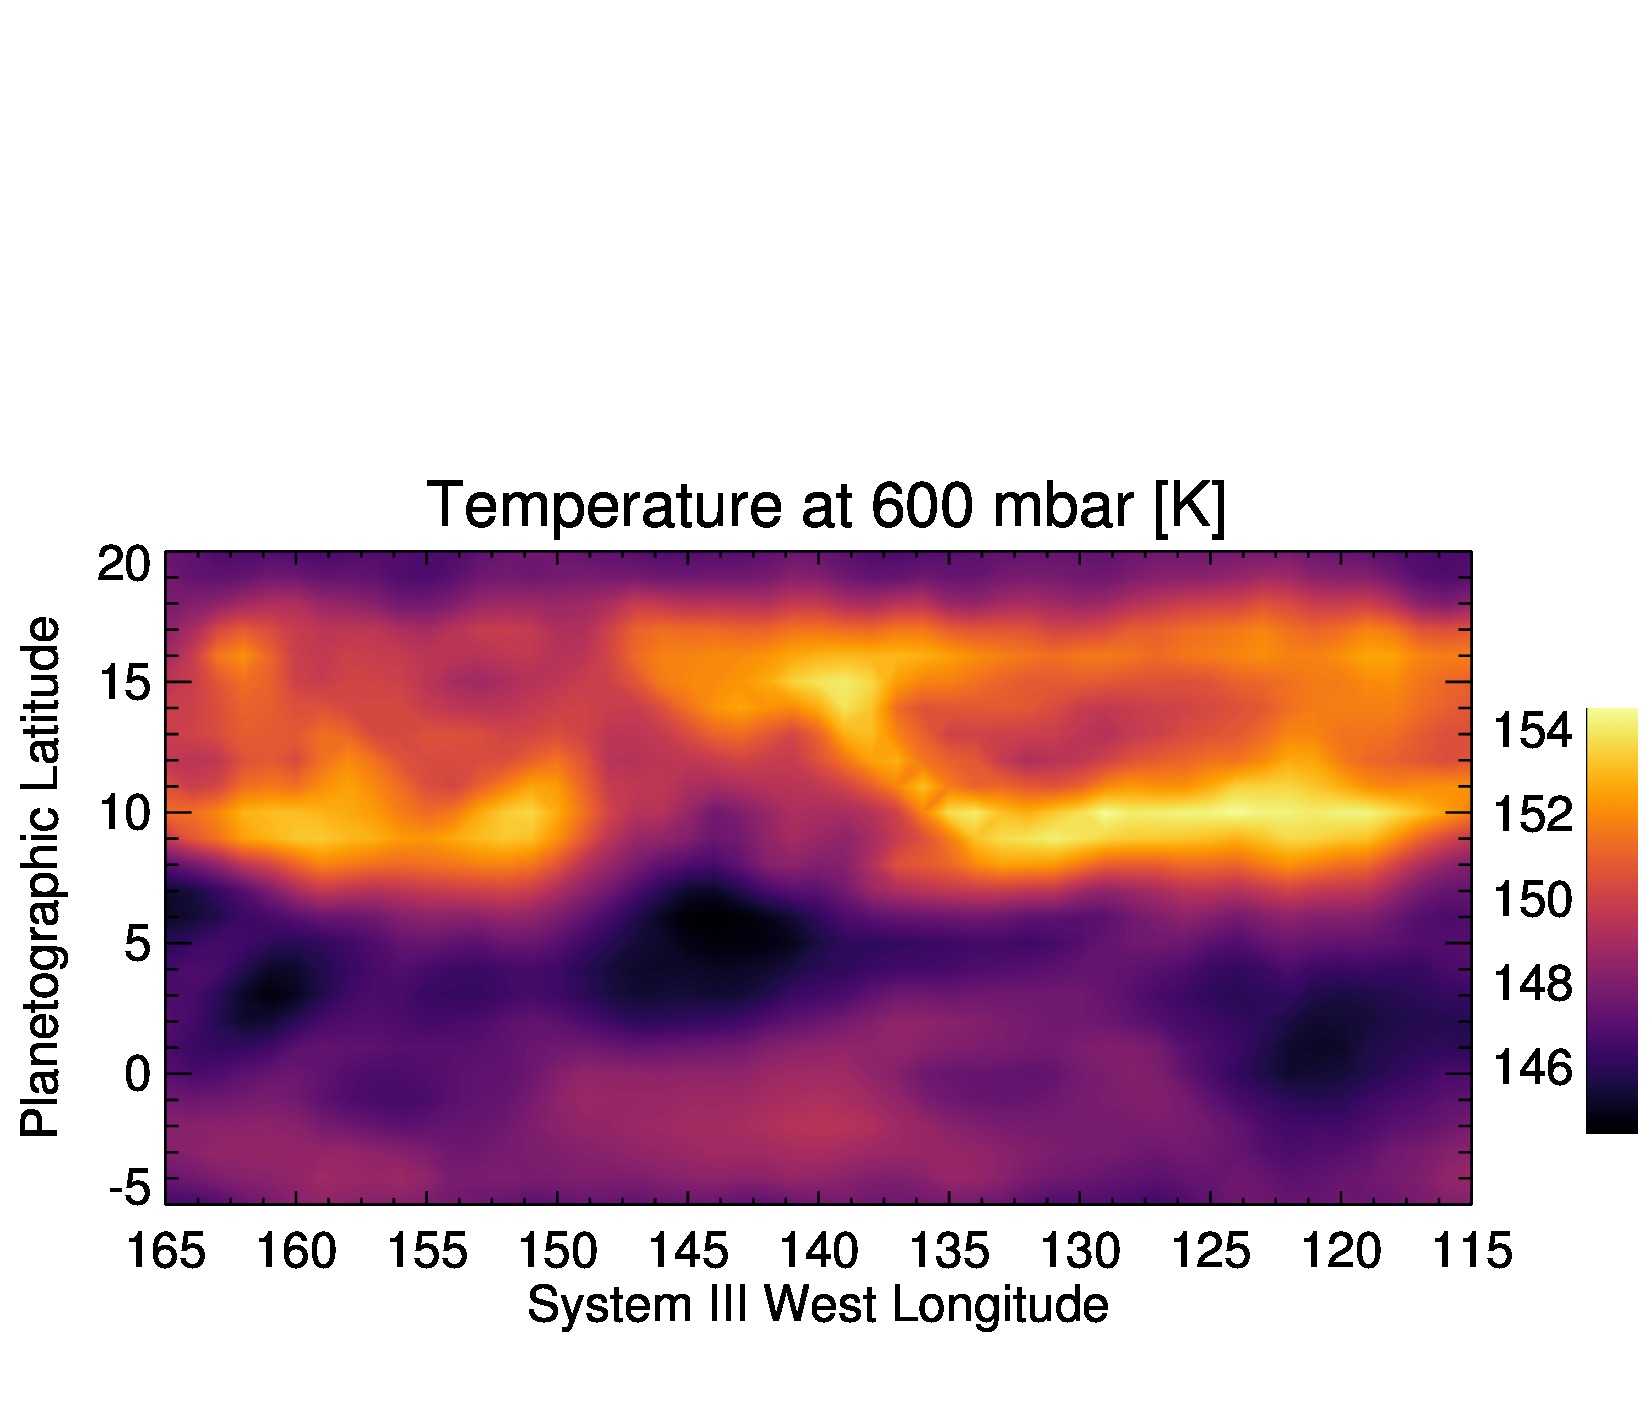 Temperature at 600 mbar [K]
20
15
10
5
0
-5
Planetographic Latitude
165 160 155 150 145 140 135 130 125 120 115
System III West Longitude
154
152
150
148
146